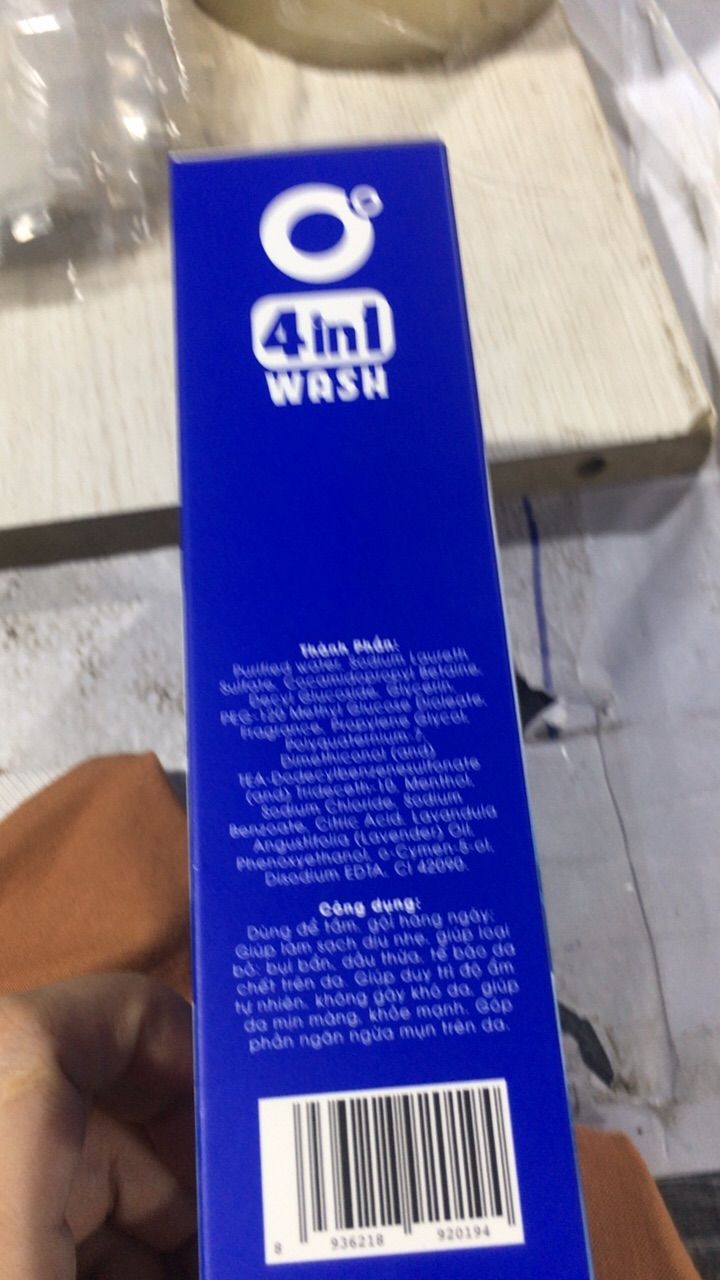 4in1
WASH
Thành Phần:
Purified water, Sodium Laureth
Sulfate, Cocamidopropyl Betaine,
Decyl Glucoside, Glycerin,
PEG-120 Methyl Glucose Dioleate,
Fragrance, Propylene Glycol,
Polyquaternium-7,
Dimethiconol (and)
TEA-Dodecylbenzenesulfonate
(and) Trideceth-10, Menthol,
Sodium Chloride, Sodium
Benzoate, Citric Acid, Lavandula
Angustifolia (Lavender) Oil,
Phenoxyethanol, o-Cymen-5-ol,
Disodium EDTA, CI 42090.
Công dụng:
Dùng để tắm, gội hàng ngày;
Giúp làm sạch dịu nhẹ, giúp loại
bỏ: bụi bẩn, dầu thừa, tế bào da
chết trên da. Giúp duy trì độ ẩm
tự nhiên, không gây khô da, giúp
da mịn màng, khỏe mạnh. Góp
phần ngăn ngừa mụn trên da.
8 936218 920194